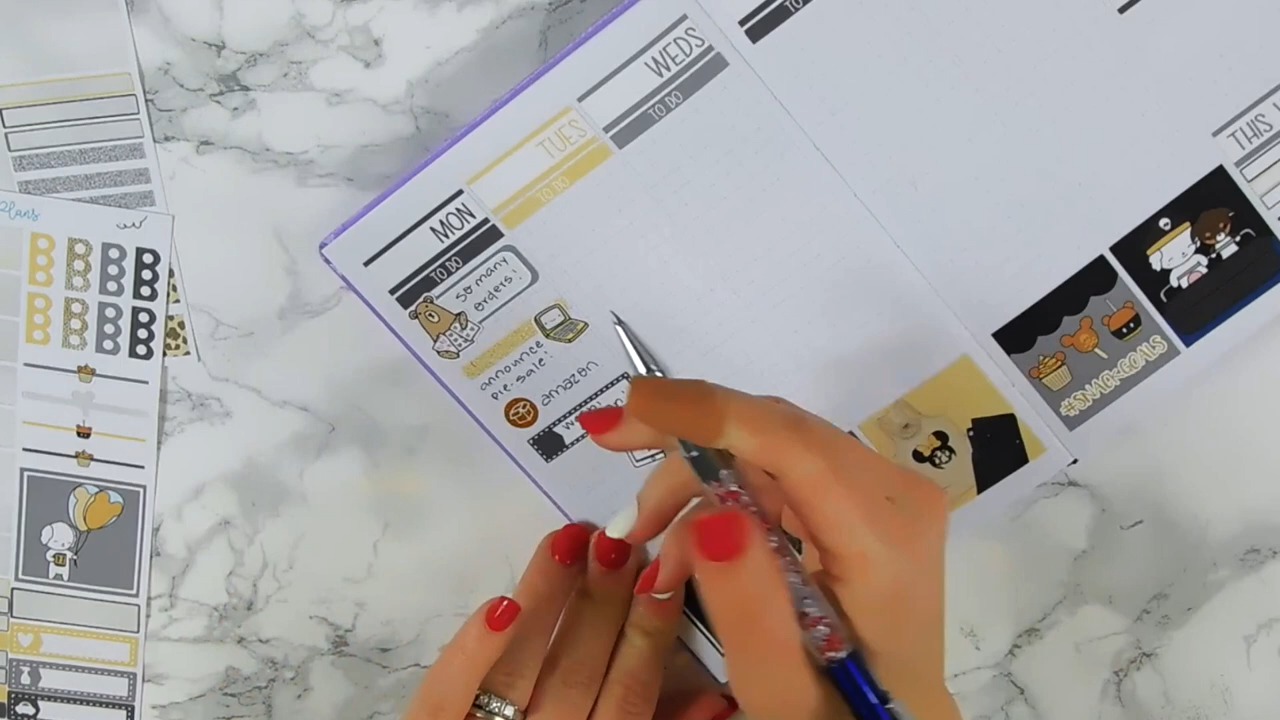 Plans
B B B B
B B B B
MON
TO DO
so many
orders!
announce
pre-sale!
amazon
TUES
TO DO
WEDS
TO DO
TO
THIS
#SNACKGOALS